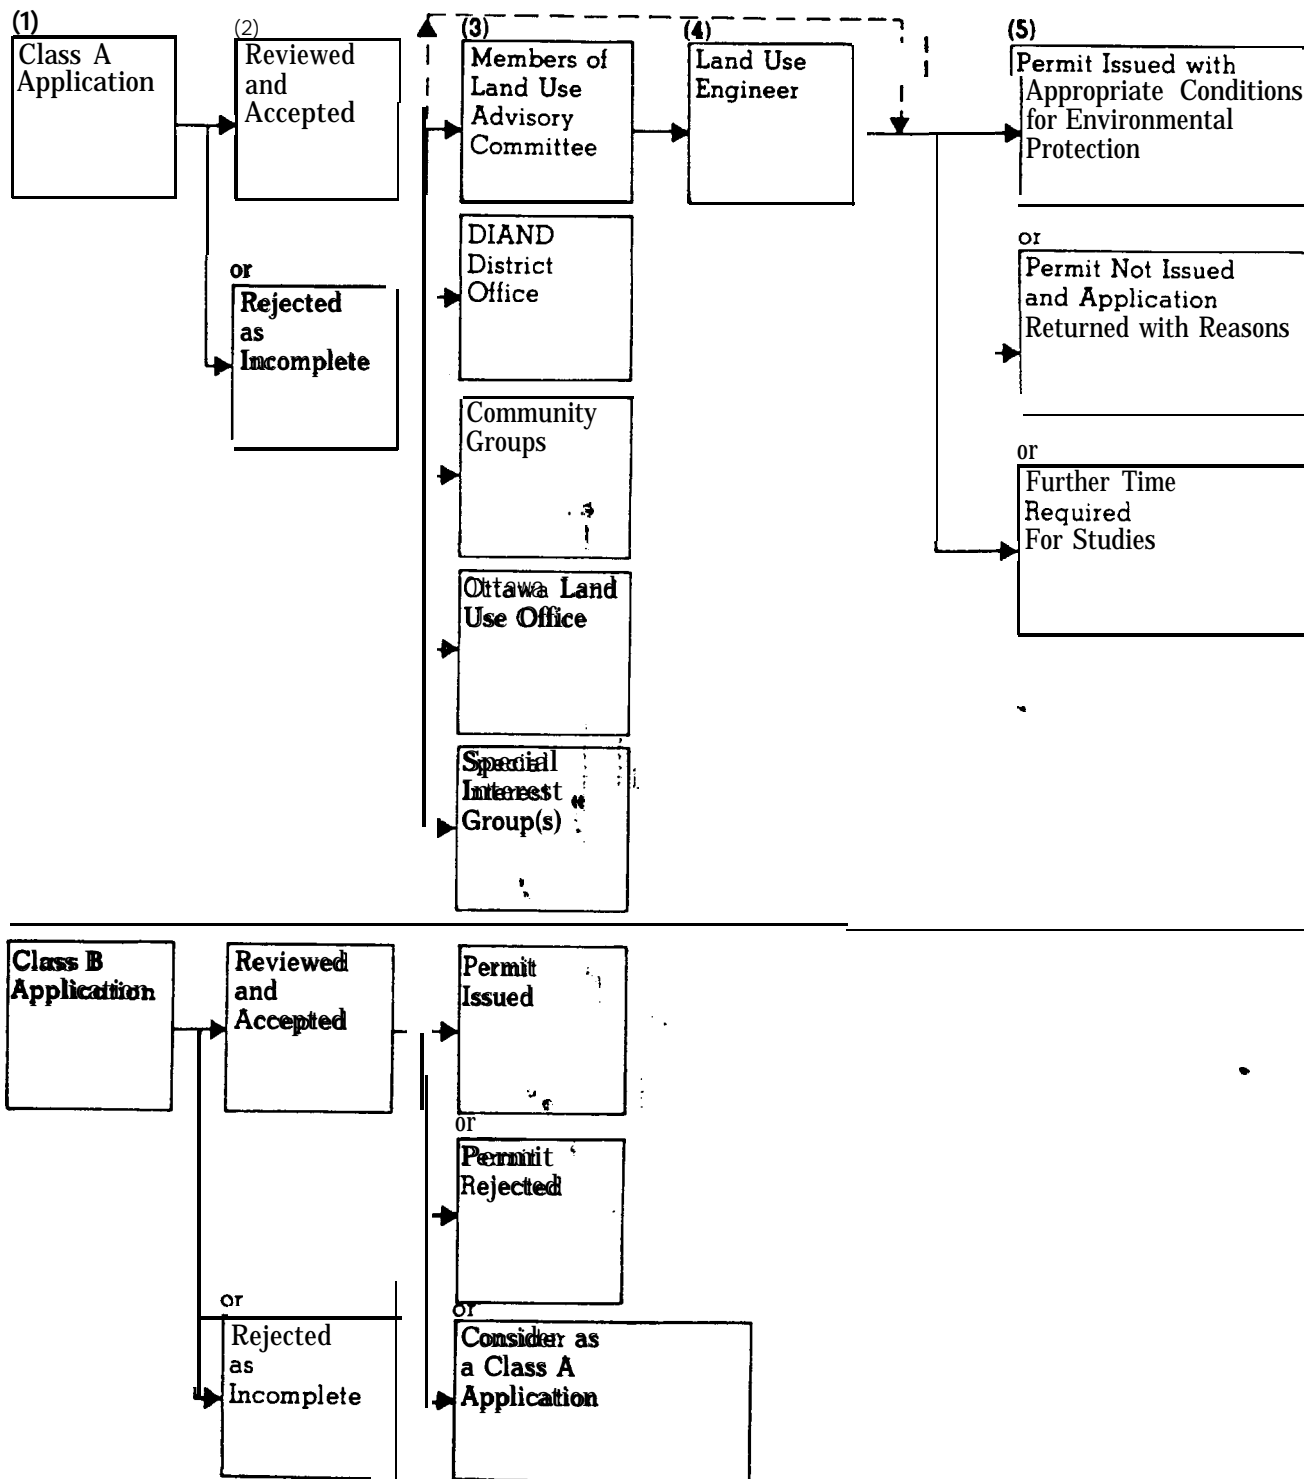 (1)
Class A
Application
(2)
Reviewed
and
Accepted
or
Rejected
as
Incomplete
(3)
Members of
Land Use
Advisory
Committee
DIAND
District
Office
Community
Groups
Ottawa Land
Use Office
Special
Interest
Group(s)
(4)
Land Use
Engineer
(5)
Permit Issued with
Appropriate Conditions
for Environmental
Protection
or
Permit Not Issued
and Application
Returned with Reasons
or
Further Time
Required
For Studies
Class B
Application
Reviewed
and
Accepted
or
Rejected
as
Incomplete
Permit
Issued
or
Permit
Rejected
or
Consider as
a Class A
Application